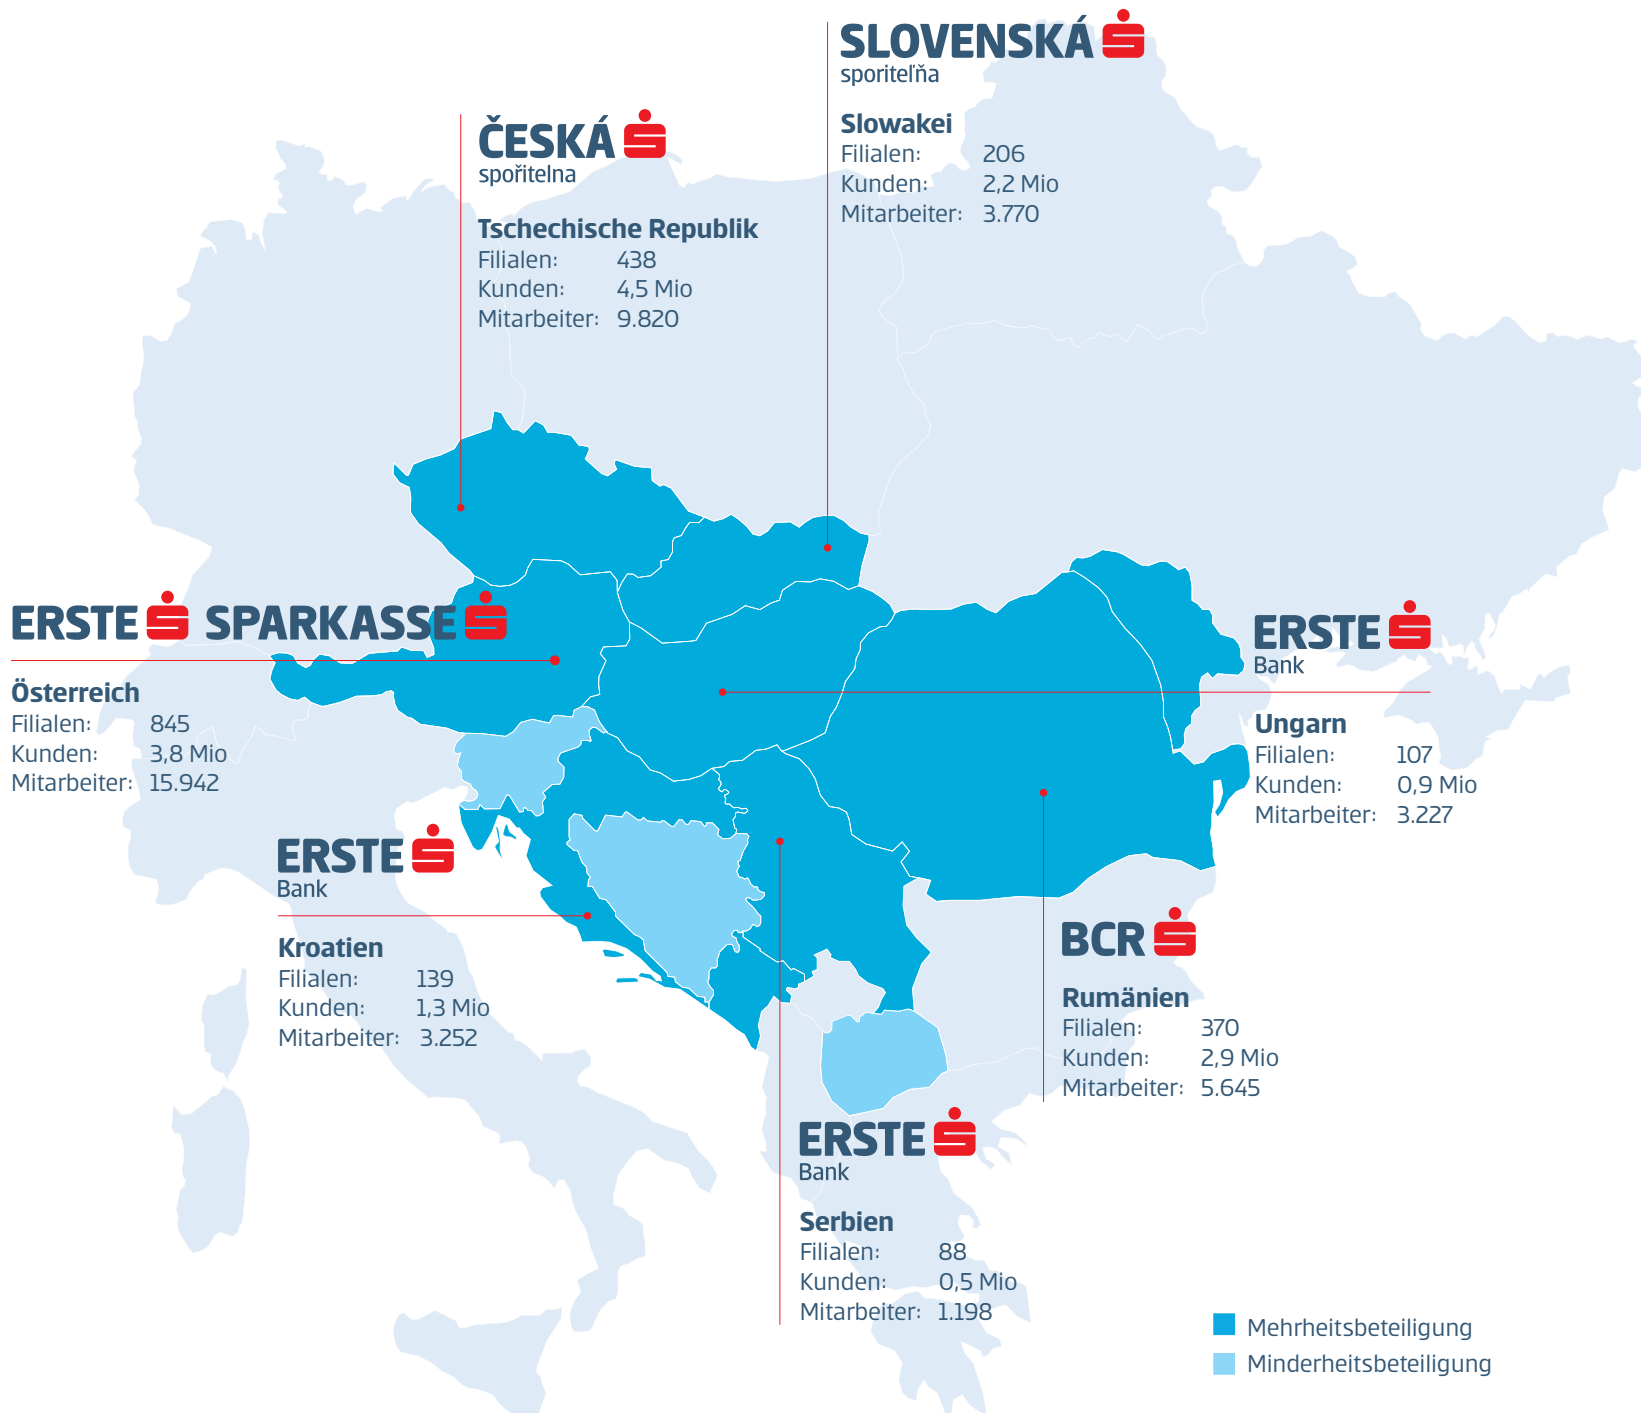 SLOVENSKÁ
sporiteľňa
Slowakei
Filialen: 206
Kunden: 2,2 Mio
Mitarbeiter: 3.770
ČESKÁ
spořitelna
Tschechische Republik
Filialen: 438
Kunden: 4,5 Mio
Mitarbeiter: 9.820
ERSTE SPARKASSE
Österreich
Filialen: 845
Kunden: 3,8 Mio
Mitarbeiter: 15.942
ERSTE
Bank
Ungarn
Filialen: 107
Kunden: 0,9 Mio
Mitarbeiter: 3.227
ERSTE
Bank
Kroatien
Filialen: 139
Kunden: 1,3 Mio
Mitarbeiter: 3.252
BCR
Rumänien
Filialen: 370
Kunden: 2,9 Mio
Mitarbeiter: 5.645
ERSTE
Bank
Serbien
Filialen: 88
Kunden: 0,5 Mio
Mitarbeiter: 1.198
Mehrheitsbeteiligung
Minderheitsbeteiligung